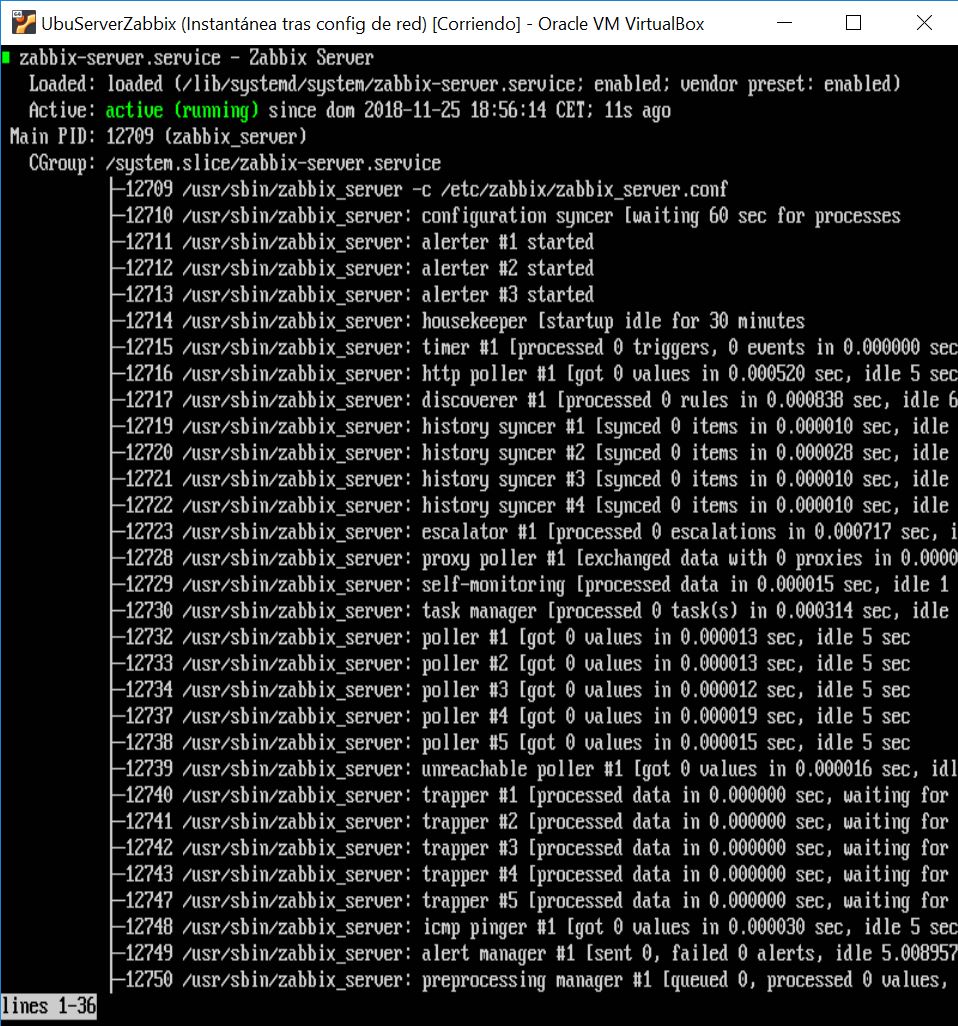 UbuServerZabbix (Instantánea tras config de red) [Corriendo] - Oracle VM VirtualBox
zabbix-server.service - Zabbix Server
Loaded: loaded (/lib/systemd/system/zabbix-server.service; enabled; vendor preset: enabled)
Active: active (running) since dom 2018-11-25 18:56:14 CET; 11s ago
Main PID: 12709 (zabbix_server)
CGroup: /system.slice/zabbix-server.service
├─12709 /usr/sbin/zabbix_server -c /etc/zabbix/zabbix_server.conf
├─12710 /usr/sbin/zabbix_server: configuration syncer [waiting 60 sec for processes
├─12711 /usr/sbin/zabbix_server: alerter #1 started
├─12712 /usr/sbin/zabbix_server: alerter #2 started
├─12713 /usr/sbin/zabbix_server: alerter #3 started
├─12714 /usr/sbin/zabbix_server: housekeeper [startup idle for 30 minutes
├─12715 /usr/sbin/zabbix_server: timer #1 [processed 0 triggers, 0 events in 0.000000 sec
├─12716 /usr/sbin/zabbix_server: http poller #1 [got 0 values in 0.000520 sec, idle 5 sec
├─12717 /usr/sbin/zabbix_server: discoverer #1 [processed 0 rules in 0.000838 sec, idle 6
├─12719 /usr/sbin/zabbix_server: history syncer #1 [synced 0 items in 0.000010 sec, idle
├─12720 /usr/sbin/zabbix_server: history syncer #2 [synced 0 items in 0.000028 sec, idle
├─12721 /usr/sbin/zabbix_server: history syncer #3 [synced 0 items in 0.000010 sec, idle
├─12722 /usr/sbin/zabbix_server: history syncer #4 [synced 0 items in 0.000010 sec, idle
├─12723 /usr/sbin/zabbix_server: escalator #1 [processed 0 escalations in 0.000717 sec, i
├─12728 /usr/sbin/zabbix_server: proxy poller #1 [exchanged data with 0 proxies in 0.0000
├─12729 /usr/sbin/zabbix_server: self-monitoring [processed data in 0.000015 sec, idle 1
├─12730 /usr/sbin/zabbix_server: task manager [processed 0 task(s) in 0.000314 sec, idle
├─12732 /usr/sbin/zabbix_server: poller #1 [got 0 values in 0.000013 sec, idle 5 sec
├─12733 /usr/sbin/zabbix_server: poller #2 [got 0 values in 0.000013 sec, idle 5 sec
├─12734 /usr/sbin/zabbix_server: poller #3 [got 0 values in 0.000012 sec, idle 5 sec
├─12737 /usr/sbin/zabbix_server: poller #4 [got 0 values in 0.000019 sec, idle 5 sec
├─12738 /usr/sbin/zabbix_server: poller #5 [got 0 values in 0.000015 sec, idle 5 sec
├─12739 /usr/sbin/zabbix_server: unreachable poller #1 [got 0 values in 0.000016 sec, idl
├─12740 /usr/sbin/zabbix_server: trapper #1 [processed data in 0.000000 sec, waiting for
├─12741 /usr/sbin/zabbix_server: trapper #2 [processed data in 0.000000 sec, waiting for
├─12742 /usr/sbin/zabbix_server: trapper #3 [processed data in 0.000000 sec, waiting for
├─12743 /usr/sbin/zabbix_server: trapper #4 [processed data in 0.000000 sec, waiting for
├─12747 /usr/sbin/zabbix_server: trapper #5 [processed data in 0.000000 sec, waiting for
├─12748 /usr/sbin/zabbix_server: icmp pinger #1 [got 0 values in 0.000030 sec, idle 5 sec
├─12749 /usr/sbin/zabbix_server: alert manager #1 [sent 0, failed 0 alerts, idle 5.008957
├─12750 /usr/sbin/zabbix_server: preprocessing manager #1 [queued 0, processed 0 values,
lines 1-36